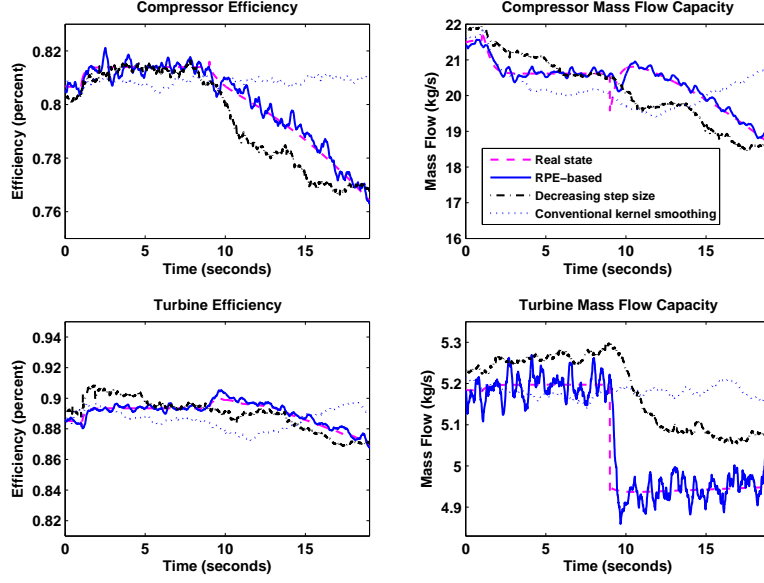 Compressor Efficiency
Efficiency (percent)
0.82
0.8
0.78
0.76
0 5 10 15
Time (seconds)
Compressor Mass Flow Capacity
Mass Flow (kg/s)
22
21
20
19
18
17
16
0 5 10 15
Time (seconds)
Real state
RPE-based
Decreasing step size
Conventional kernel smoothing
Turbine Efficiency
Efficiency (percent)
0.94
0.92
0.9
0.88
0.86
0.84
0.82
0 5 10 15
Time (seconds)
Turbine Mass Flow Capacity
Mass Flow (kg/s)
5.3
5.2
5.1
5
4.9
0 5 10 15
Time (seconds)